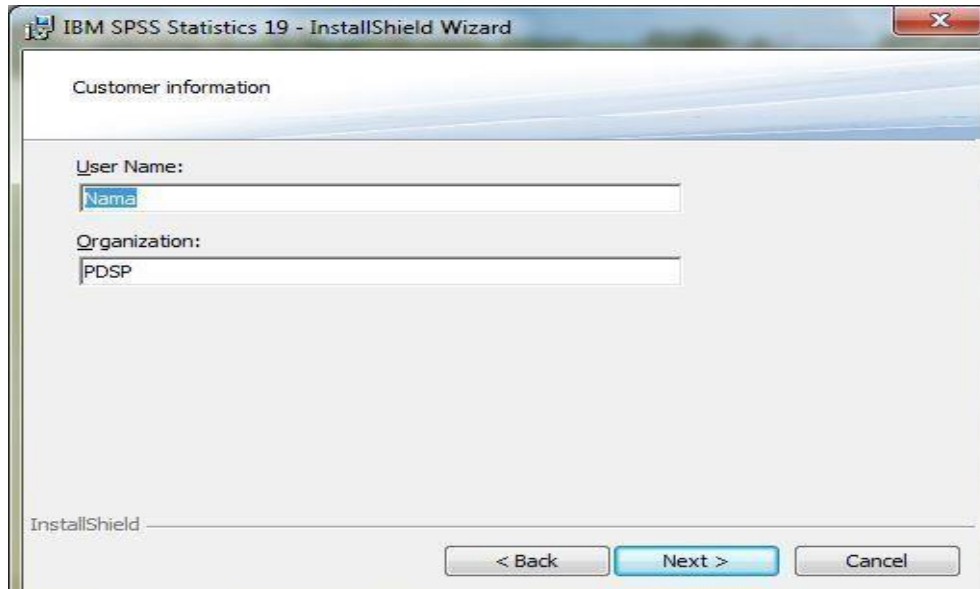 IBM SPSS Statistics 19 - InstallShield Wizard
Customer information
User Name:
Nama
Organization:
PDSP
InstallShield
< Back Next > Cancel